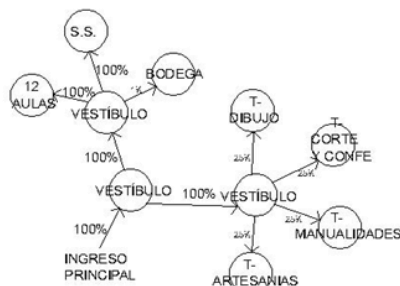 S.S.
100%
12
AULAS
100%
1%
BODEGA
VESTÍBULO
100%
T-
DIBUJO
T-
CORTE
Y CONFE
25%
25%
VESTÍBULO
100%
VESTÍBULO
25%
T-
MANUALIDADES
100%
25%
INGRESO
PRINCIPAL
T-
ARTESANIAS